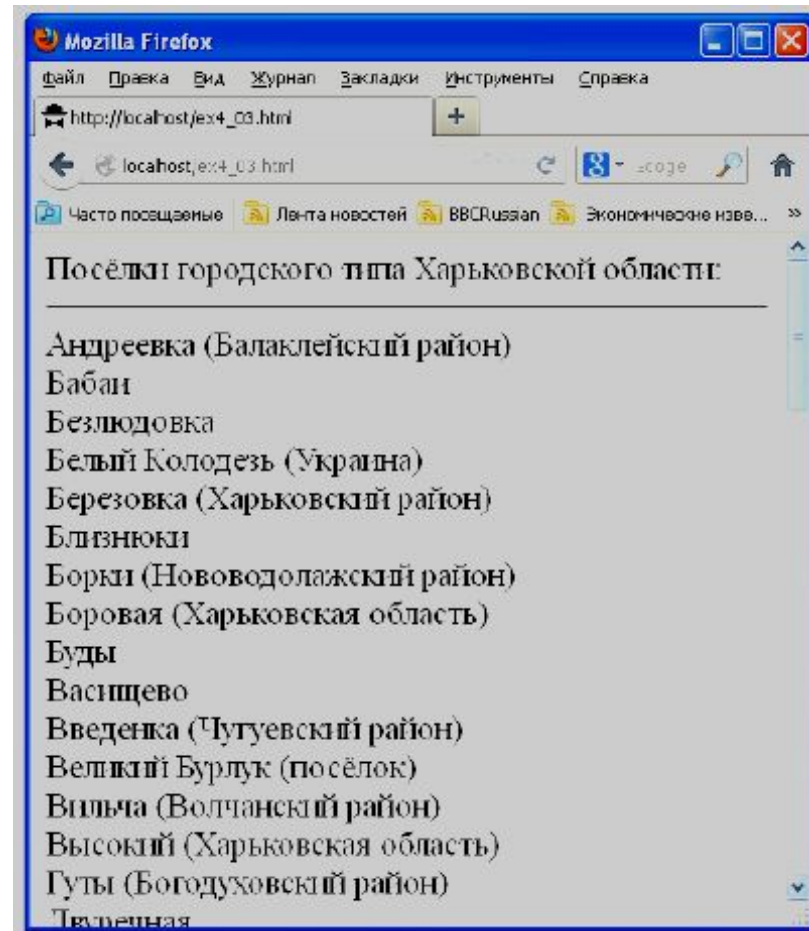 Mozilla Firefox
Файл Правка Вид Журнал Закладки Инструменты Справка
http://localhost/ex4_03.html
localhost/ex4_03.html
Часто посещаемые Лента новостей BBCRussian Экономические изве...
Посёлки городского типа Харьковской области:
Андреевка (Балаклейский район)
Бабаи
Безлюдовка
Белый Колодезь (Украина)
Березовка (Харьковский район)
Близнюки
Борки (Нововодолажский район)
Боровая (Харьковская область)
Буды
Васищево
Введенка (Чугуевский район)
Великий Бурлук (посёлок)
Вильча (Волчанский район)
Высокий (Харьковская область)
Гуты (Богодуховский район)
Двуречная